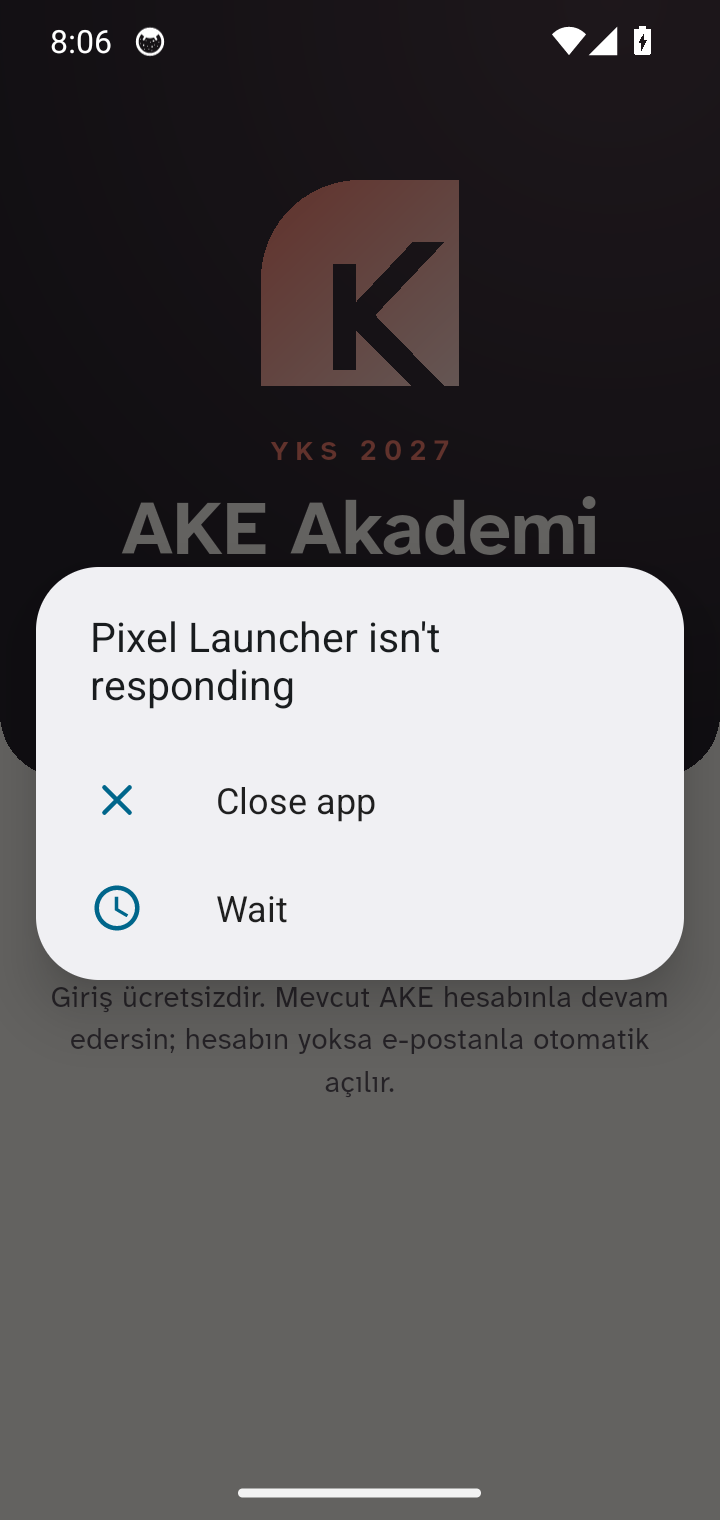 8:06
K
YKS 2027
AKE Akademi
Pixel Launcher isn't
responding
Close app
Wait
Giriş ücretsizdir. Mevcut AKE hesabınla devam
edersin; hesabın yoksa e-postanla otomatik
açılır.